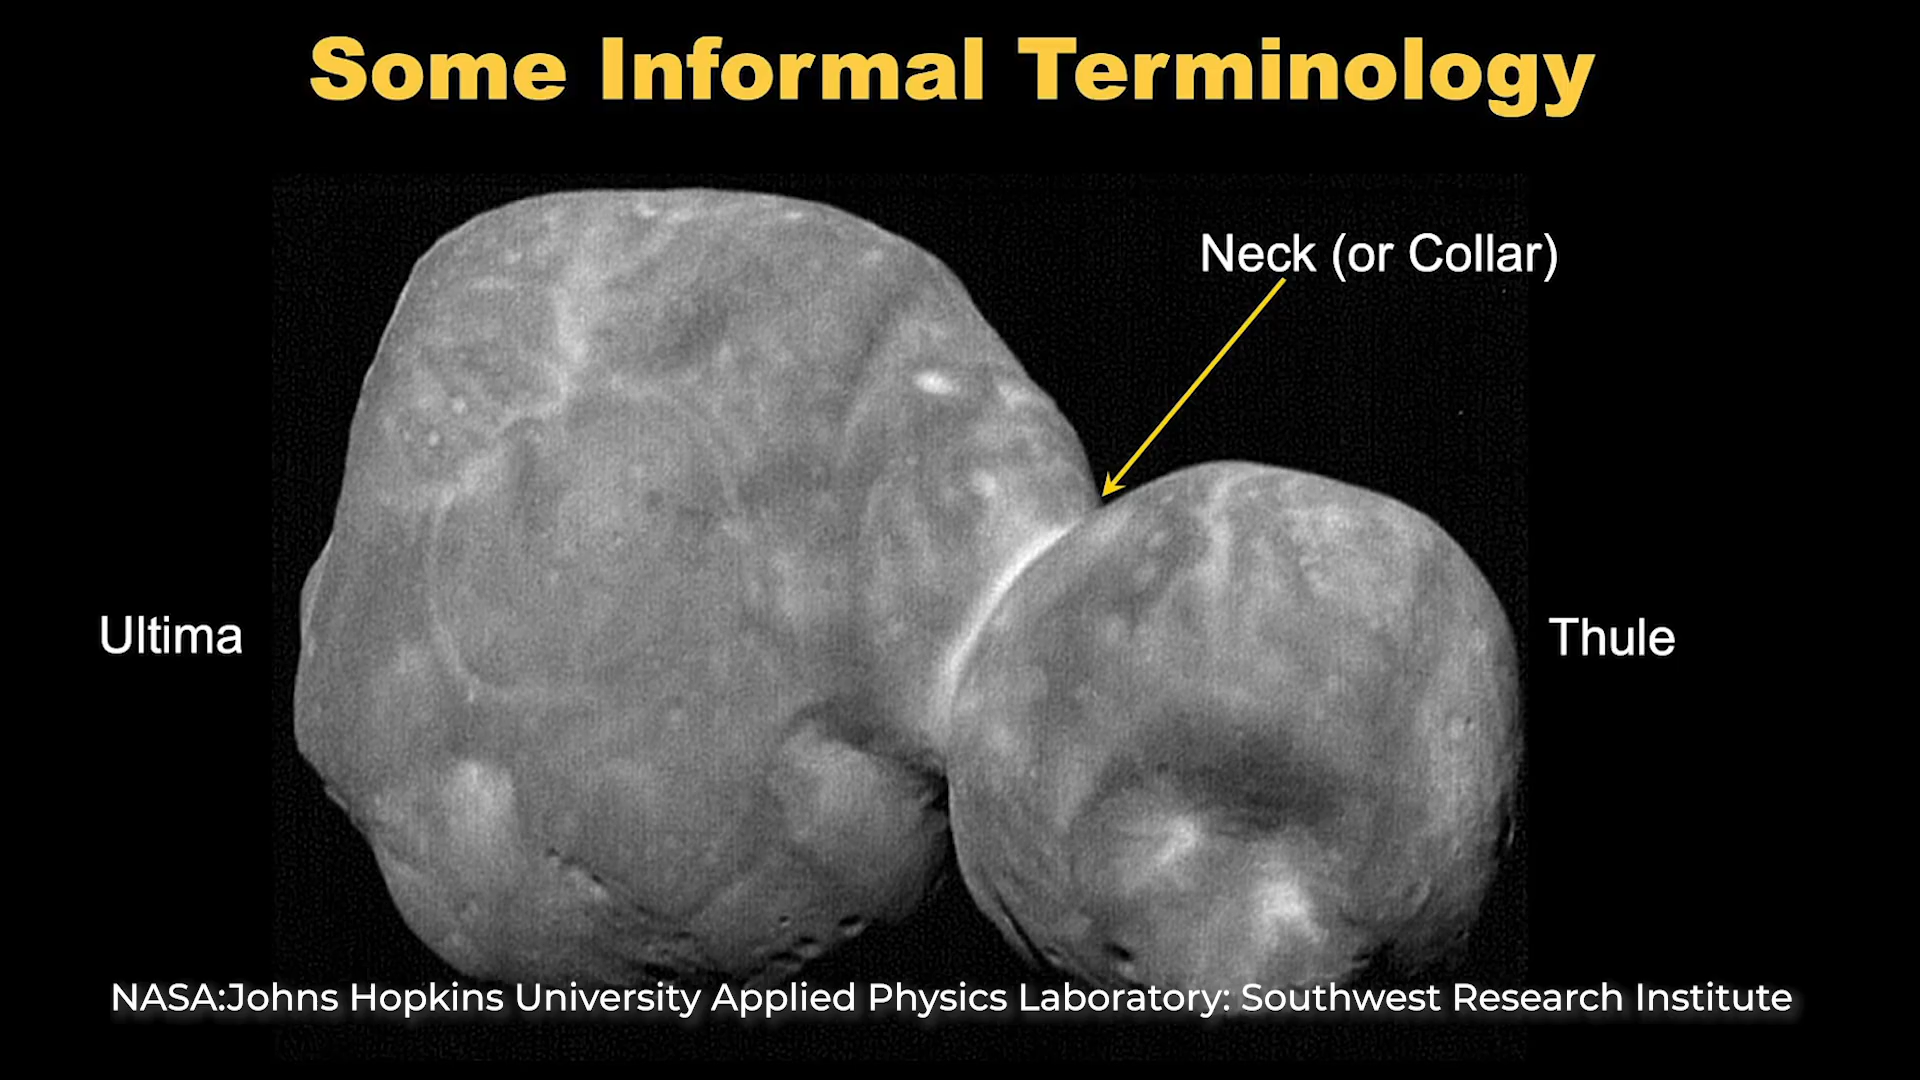 Some Informal Terminology
Neck (or Collar)
Ultima
Thule
NASA:Johns Hopkins University Applied Physics Laboratory: Southwest Research Institute